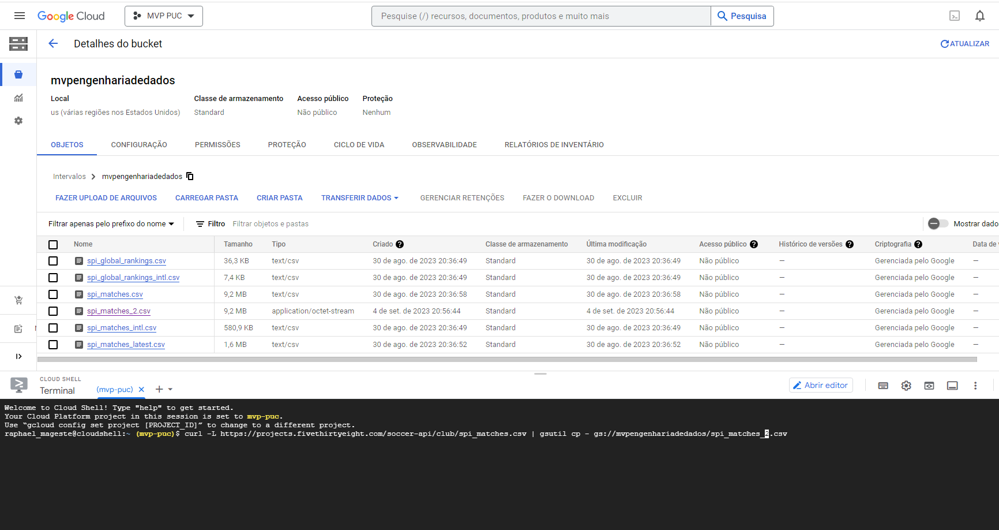 Google Cloud
MVP PUC
Pesquise (/) recursos, documentos, produtos e muito mais
Pesquisa
Detalhes do bucket
ATUALIZAR
mvpengenhariadedados
Local Classe de armazenamento Acesso público Proteção
us (várias regiões nos Estados Unidos) Standard Não público Nenhum
OBJETOS CONFIGURAÇÃO PERMISSÕES PROTEÇÃO CICLO DE VIDA OBSERVABILIDADE RELATÓRIOS DE INVENTÁRIO
Intervalos > mvpengenhariadedados
FAZER UPLOAD DE ARQUIVOS CARREGAR PASTA CRIAR PASTA TRANSFERIR DADOS GERENCIAR RETENÇÕES FAZER O DOWNLOAD EXCLUIR
Filtrar apenas pelo prefixo do nome Filtro Filtrar objetos e pastas Mostrar dado
Nome Tamanho Tipo Criado Classe de armazenamento Última modificação Acesso público Histórico de versões Criptografia Data de
spi_global_rankings.csv 36,3 KB text/csv 30 de ago. de 2023 20:36:49 Standard 30 de ago. de 2023 20:36:49 Não público — Gerenciada pelo Google —
spi_global_rankings_intl.csv 7,4 KB text/csv 30 de ago. de 2023 20:36:49 Standard 30 de ago. de 2023 20:36:49 Não público — Gerenciada pelo Google —
spi_matches.csv 9,2 MB text/csv 30 de ago. de 2023 20:36:58 Standard 30 de ago. de 2023 20:36:58 Não público — Gerenciada pelo Google —
spi_matches_2.csv 9,2 MB application/octet-stream 4 de set. de 2023 20:56:44 Standard 4 de set. de 2023 20:56:44 Não público — Gerenciada pelo Google —
spi_matches_intl.csv 580,9 KB text/csv 30 de ago. de 2023 20:36:49 Standard 30 de ago. de 2023 20:36:49 Não público — Gerenciada pelo Google —
spi_matches_latest.csv 1,6 MB text/csv 30 de ago. de 2023 20:36:52 Standard 30 de ago. de 2023 20:36:52 Não público — Gerenciada pelo Google —
CLOUD SHELL
Terminal (mvp-puc) Abrir editor
Welcome to Cloud Shell! Type "help" to get started.
Your Cloud Platform project in this session is set to mvp-puc.
Use “gcloud config set project [PROJECT_ID]” to change to a different project.
raphael_mageste@cloudshell:~ (mvp-puc)$ curl -L https://projects.fivethirtyeight.com/soccer-api/club/spi_matches.csv | gsutil cp - gs://mvpengenhariadedados/spi_matches_2.csv